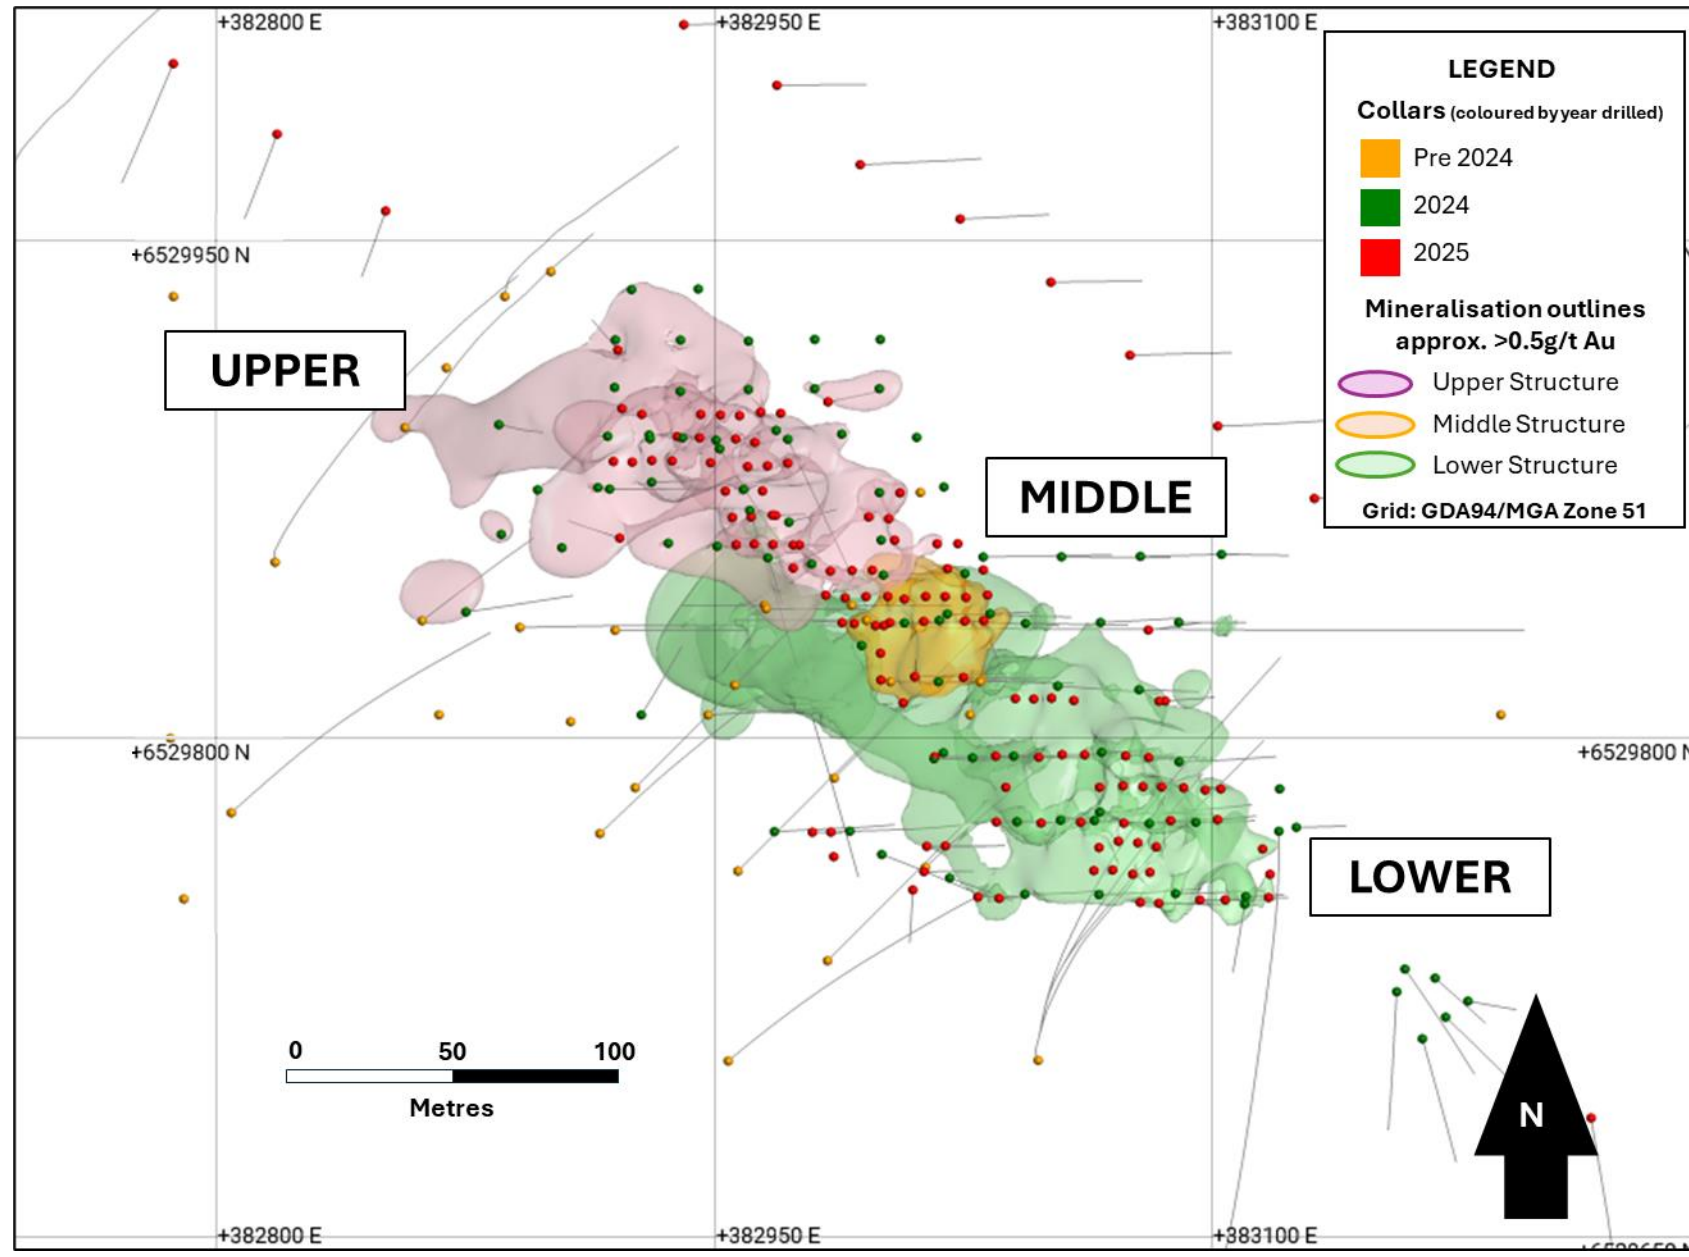 +382800 E
+382950 E
+383100 E
LEGEND
Collars (coloured by year drilled)
Pre 2024
2024
2025
+6529950 N
Mineralisation outlines
approx. >0.5g/t Au
UPPER
Upper Structure
Middle Structure
Lower Structure
MIDDLE
Grid: GDA94/MGA Zone 51
+6529800 N
+6529800 N
LOWER
0 50 100
Metres
N
+382800 E
+382950 E
+383100 E